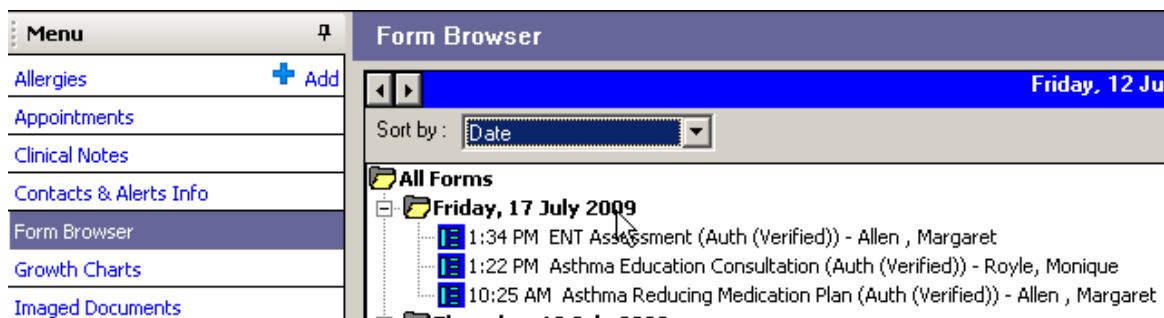 Menu
Allergies Add
Appointments
Clinical Notes
Contacts & Alerts Info
Form Browser
Growth Charts
Imaged Documents
Form Browser
Friday, 12 Ju
Sort by : Date
All Forms
Friday, 17 July 2009
1:34 PM ENT Assessment (Auth (Verified)) - Allen , Margaret
1:22 PM Asthma Education Consultation (Auth (Verified)) - Royle, Monique
10:25 AM Asthma Reducing Medication Plan (Auth (Verified)) - Allen , Margaret